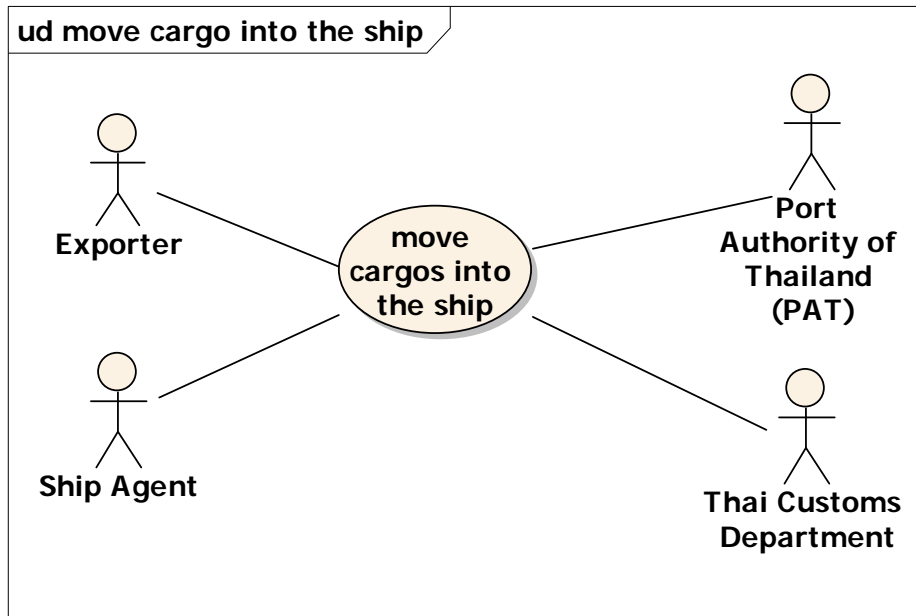 ud move cargo into the ship
Exporter
Port
Authority of
Thailand
(PAT)
move
cargos into
the ship
Ship Agent
Thai Customs
Department